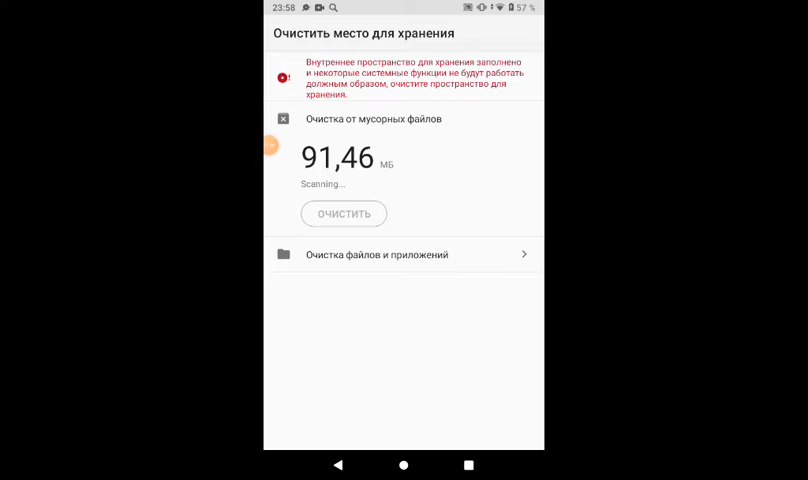 23:58
57 %
Очистить место для хранения
Внутреннее пространство для хранения заполнено
и некоторые системные функции не будут работать
должным образом, очистите пространство для
хранения.
Очистка от мусорных файлов
91,46 МБ
Scanning...
ОЧИСТИТЬ
Очистка файлов и приложений